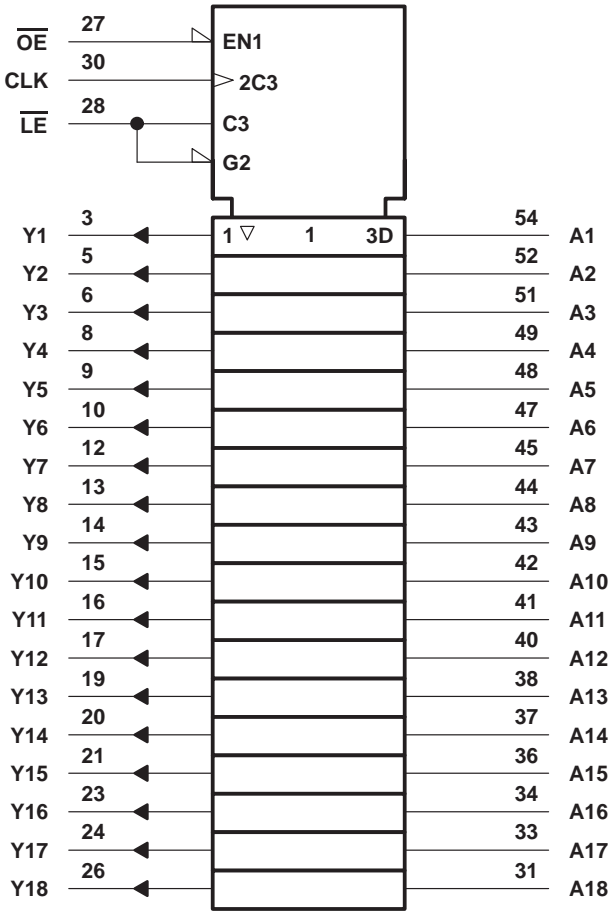 O̅E̅ 27 EN1
CLK 30 2C3
L̅E̅ 28 C3
G2
Y1 3 1 ▽ 1 3D 54 A1
Y2 5 52 A2
Y3 6 51 A3
Y4 8 49 A4
Y5 9 48 A5
Y6 10 47 A6
Y7 12 45 A7
Y8 13 44 A8
Y9 14 43 A9
Y10 15 42 A10
Y11 16 41 A11
Y12 17 40 A12
Y13 19 38 A13
Y14 20 37 A14
Y15 21 36 A15
Y16 23 34 A16
Y17 24 33 A17
Y18 26 31 A18